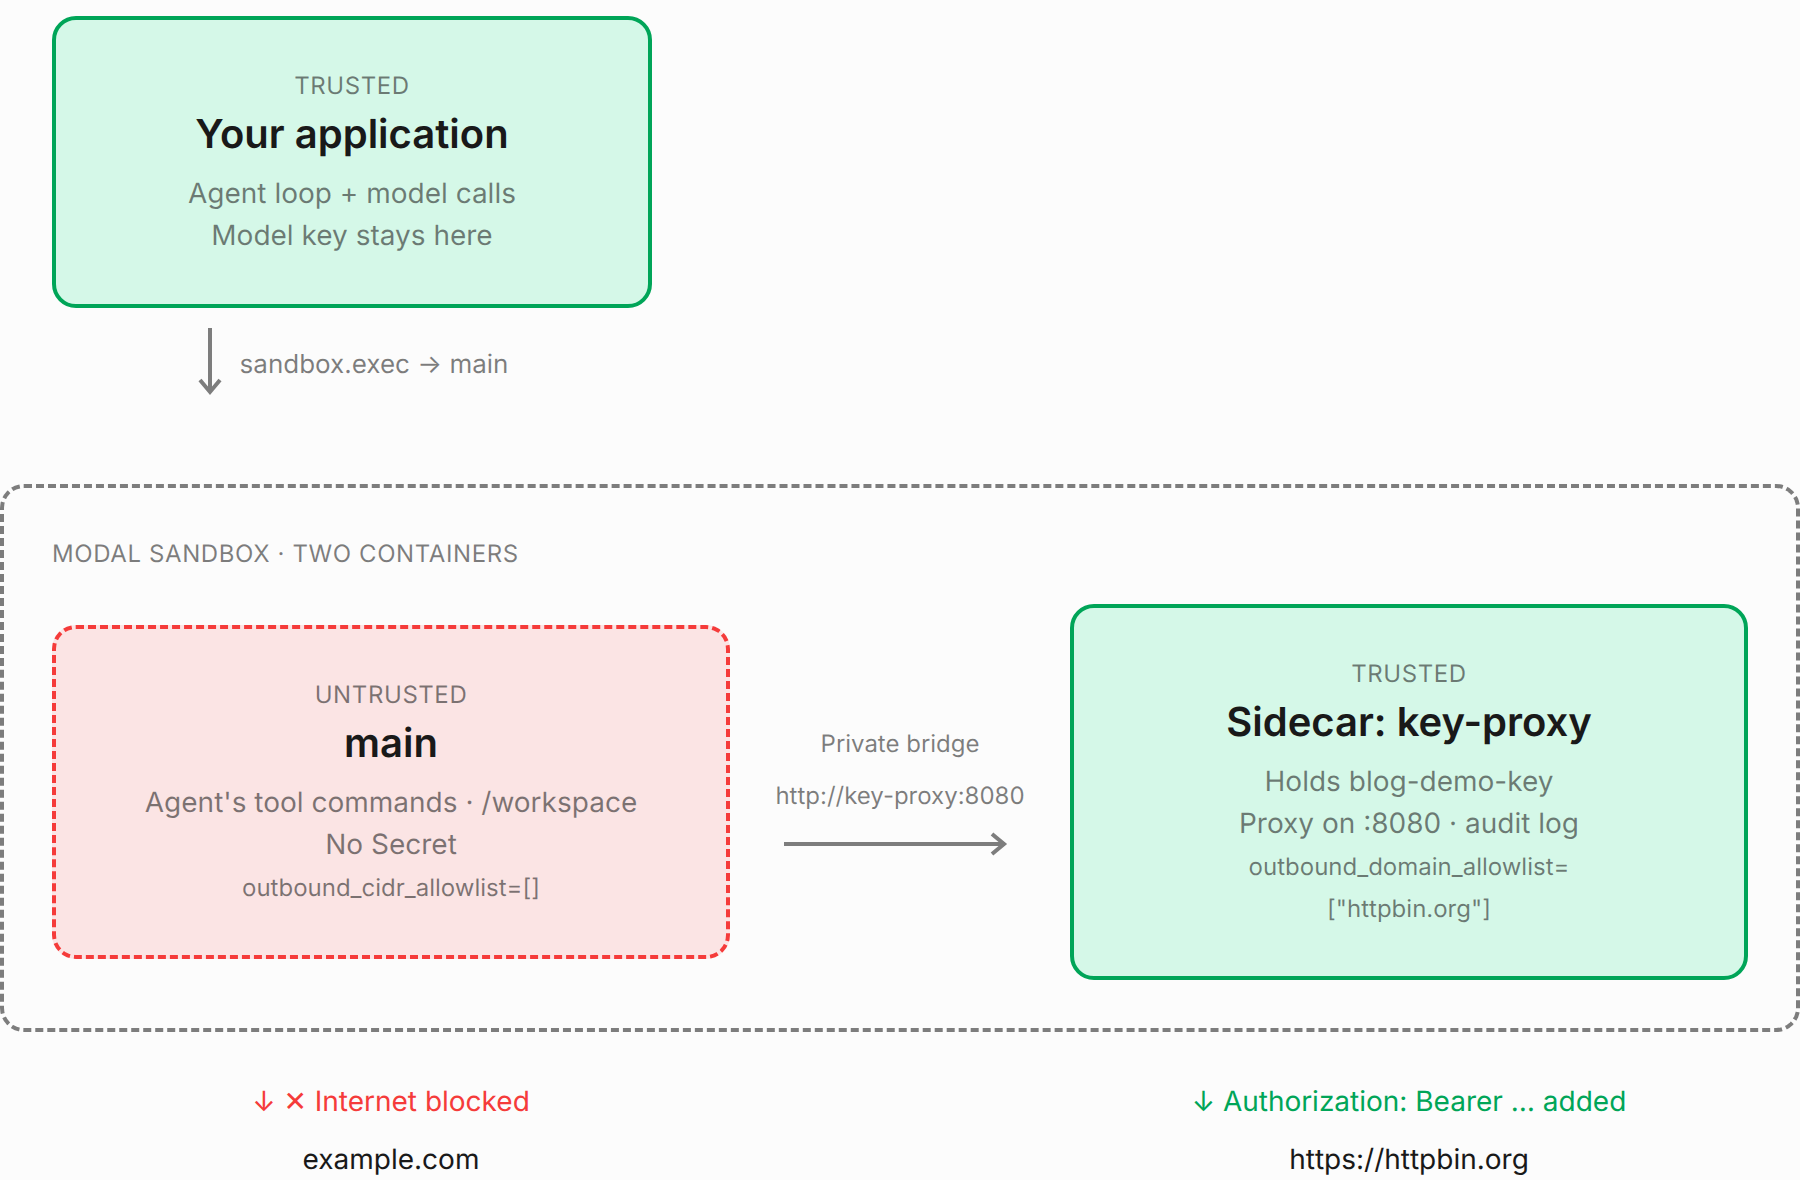 TRUSTED
Your application
Agent loop + model calls
Model key stays here
sandbox.exec → main
MODAL SANDBOX · TWO CONTAINERS
UNTRUSTED
main
Agent's tool commands · /workspace
No Secret
outbound_cidr_allowlist=[]
Private bridge
http://key-proxy:8080
TRUSTED
Sidecar: key-proxy
Holds blog-demo-key
Proxy on :8080 · audit log
outbound_domain_allowlist=
["httpbin.org"]
↓ ✕ Internet blocked
example.com
↓ Authorization: Bearer ... added
https://httpbin.org